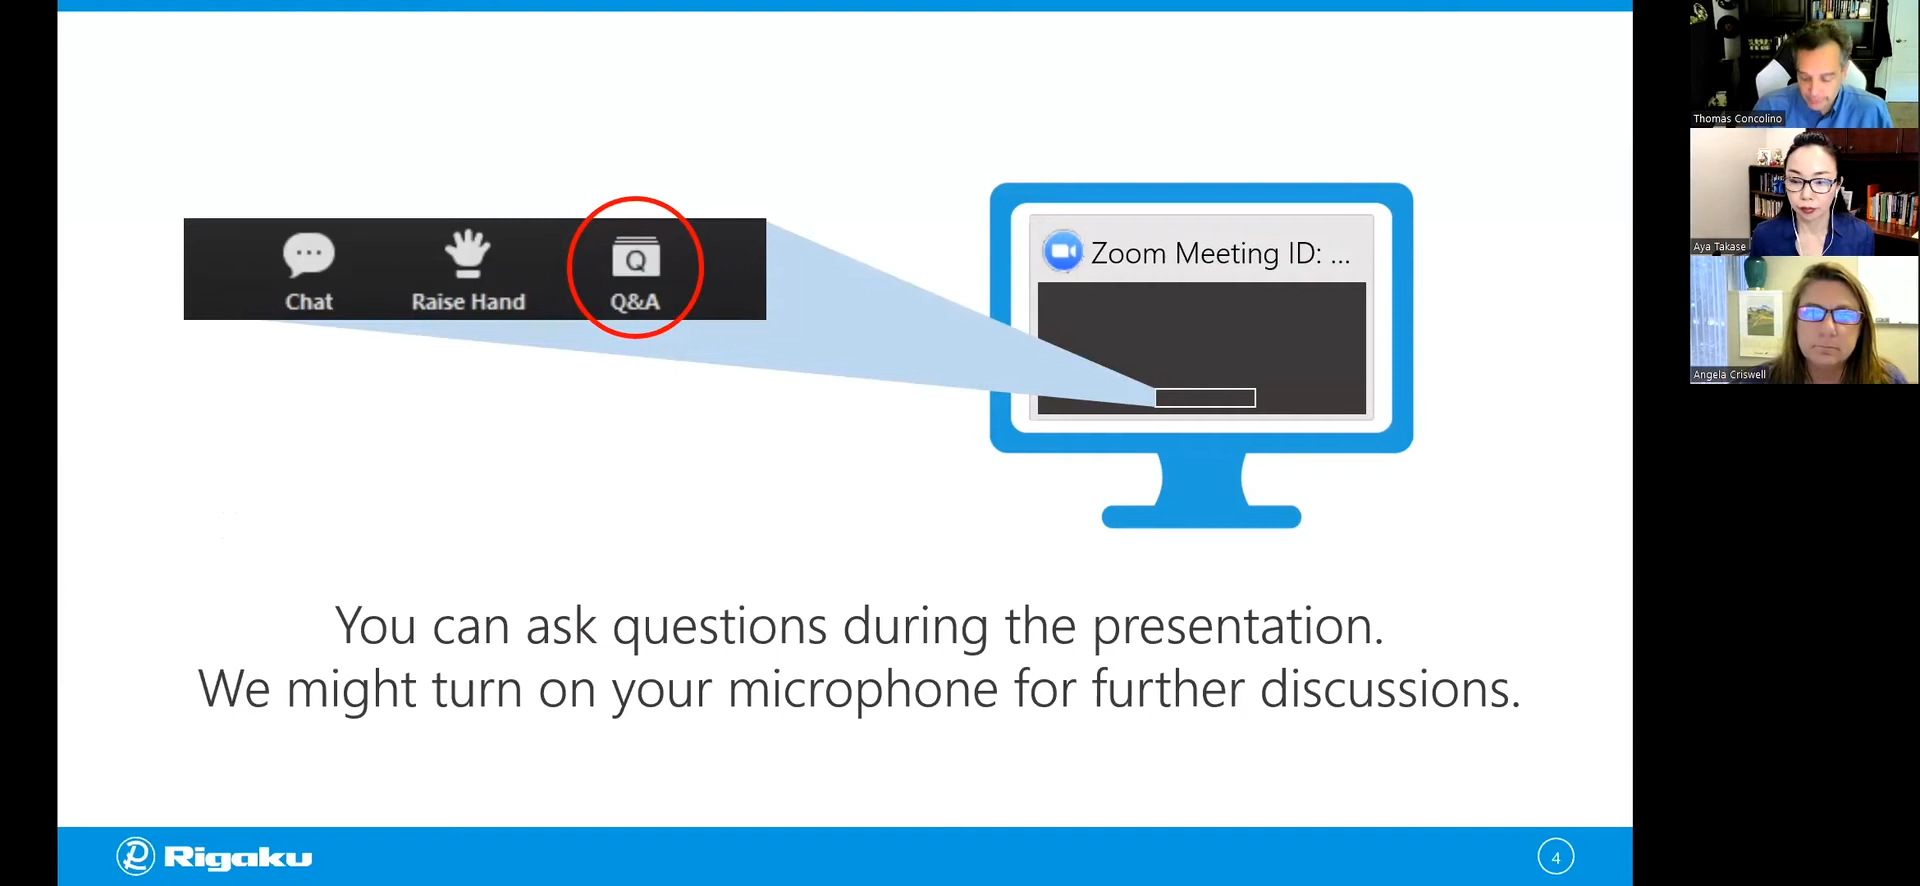 Chat
Raise Hand
Q
Q&A
Zoom Meeting ID: ...
You can ask questions during the presentation.
We might turn on your microphone for further discussions.
R Rigaku
4
Thomas Concolino
Aya Takase
Angela Criswell